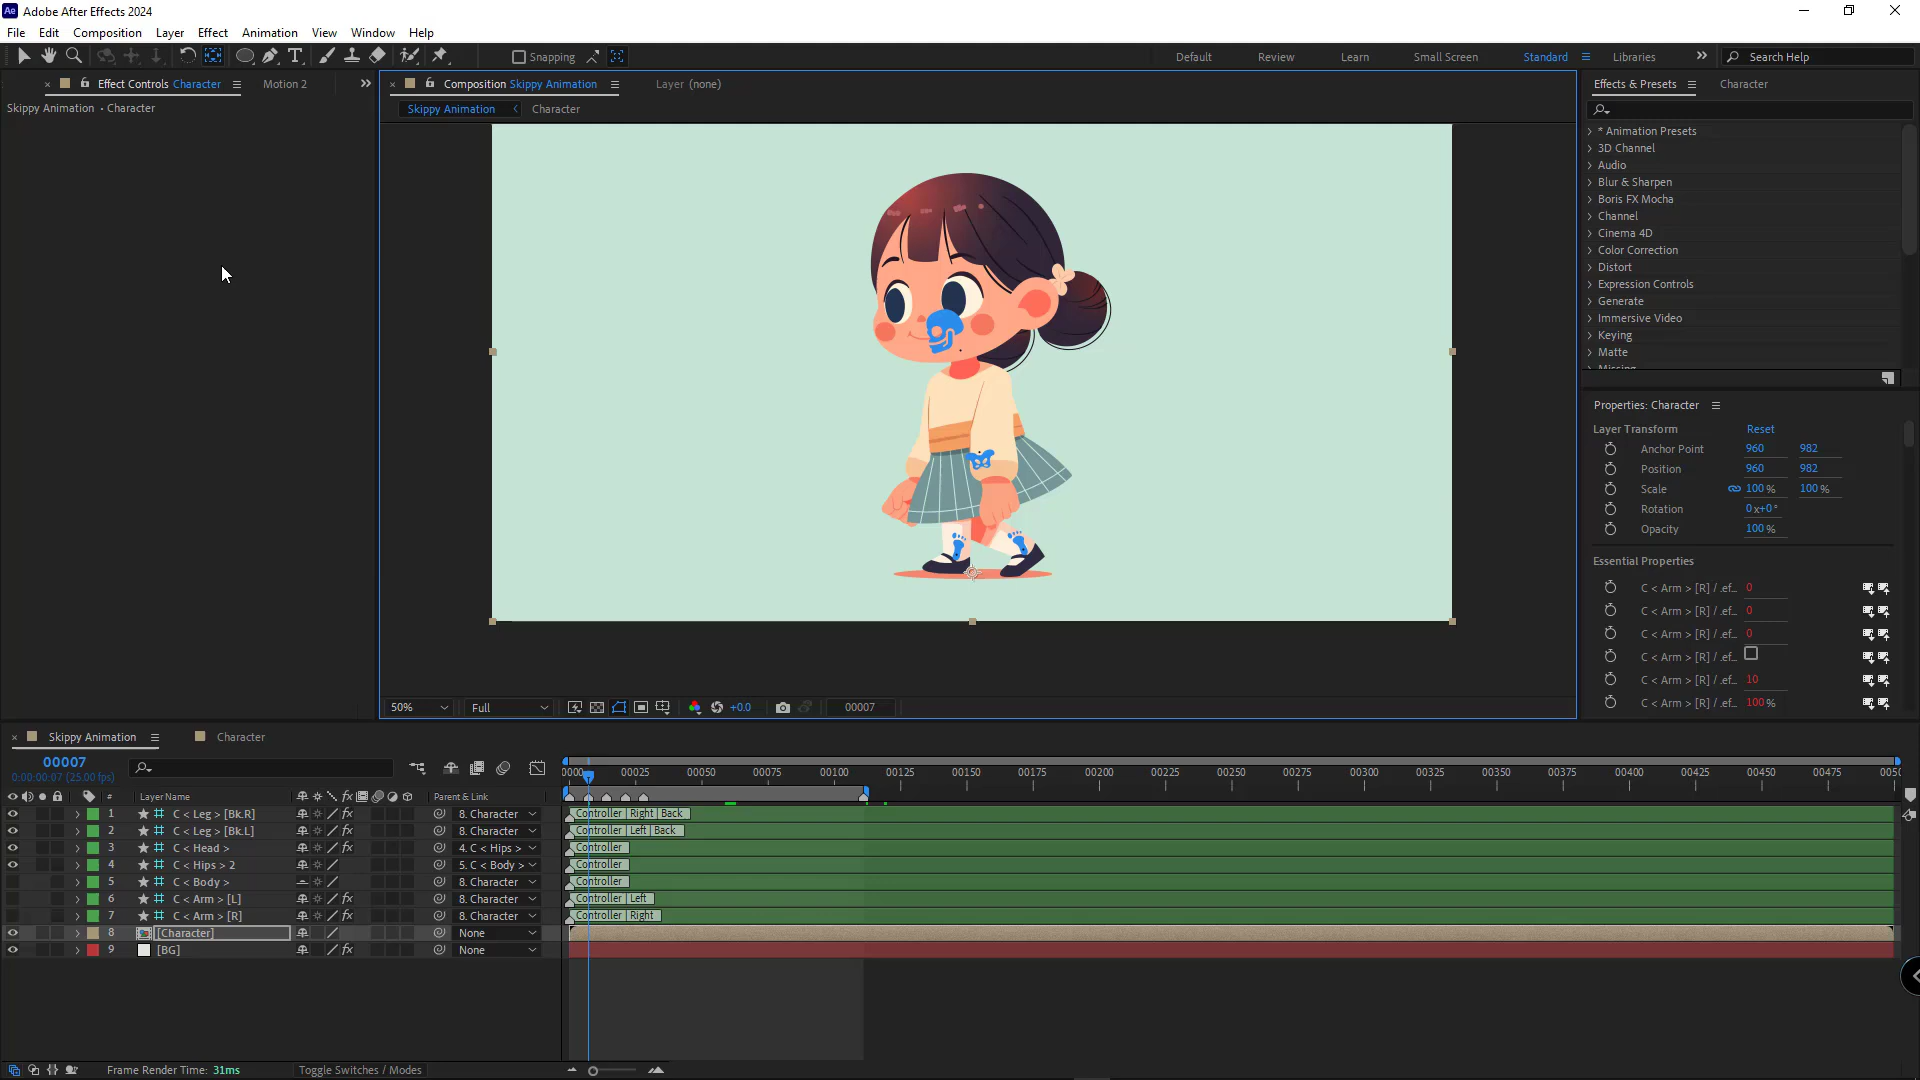 Ae Adobe After Effects 2024
File Edit Composition Layer Effect Animation View Window Help
Snapping Default Review Learn Small Screen Standard Libraries Search Help
Effect Controls Character Motion 2
Skippy Animation • Character
Composition Skippy Animation Layer (none)
Skippy Animation Character
Effects & Presets Character
* Animation Presets
3D Channel
Audio
Blur & Sharpen
Boris FX Mocha
Channel
Cinema 4D
Color Correction
Distort
Expression Controls
Generate
Immersive Video
Keying
Matte
Properties: Character
Layer Transform Reset
Anchor Point 960 982
Position 960 982
Scale 100 % 100 %
Rotation 0x+0°
Opacity 100 %
Essential Properties
C < Arm > [R] / .ef... 0
C < Arm > [R] / .ef... 0
C < Arm > [R] / .ef... 0
C < Arm > [R] / .ef...
C < Arm > [R] / .ef... 10
C < Arm > [R] / .ef... 100 %
50% Full +0.0 00007
Skippy Animation Character
00007
0:00:00:07 (25.00 fps)
00025 00050 00075 00100 00125 00150 00175 00200 00225 00250 00275 00300 00325 00350 00375 00400 00425 00450 00475
# Layer Name fx Parent & Link
1 C < Leg > [Bk.R] fx 8. Character Controller | Right | Back
2 C < Leg > [Bk.L] fx 8. Character Controller | Left | Back
3 C < Head > fx 4. C < Hips > Controller
4 C < Hips > 2 5. C < Body > Controller
5 C < Body > 8. Character Controller
6 C < Arm > [L] fx 8. Character Controller | Left
7 C < Arm > [R] fx 8. Character Controller | Right
8 [Character] None
9 [BG] fx None
Frame Render Time: 31ms Toggle Switches / Modes